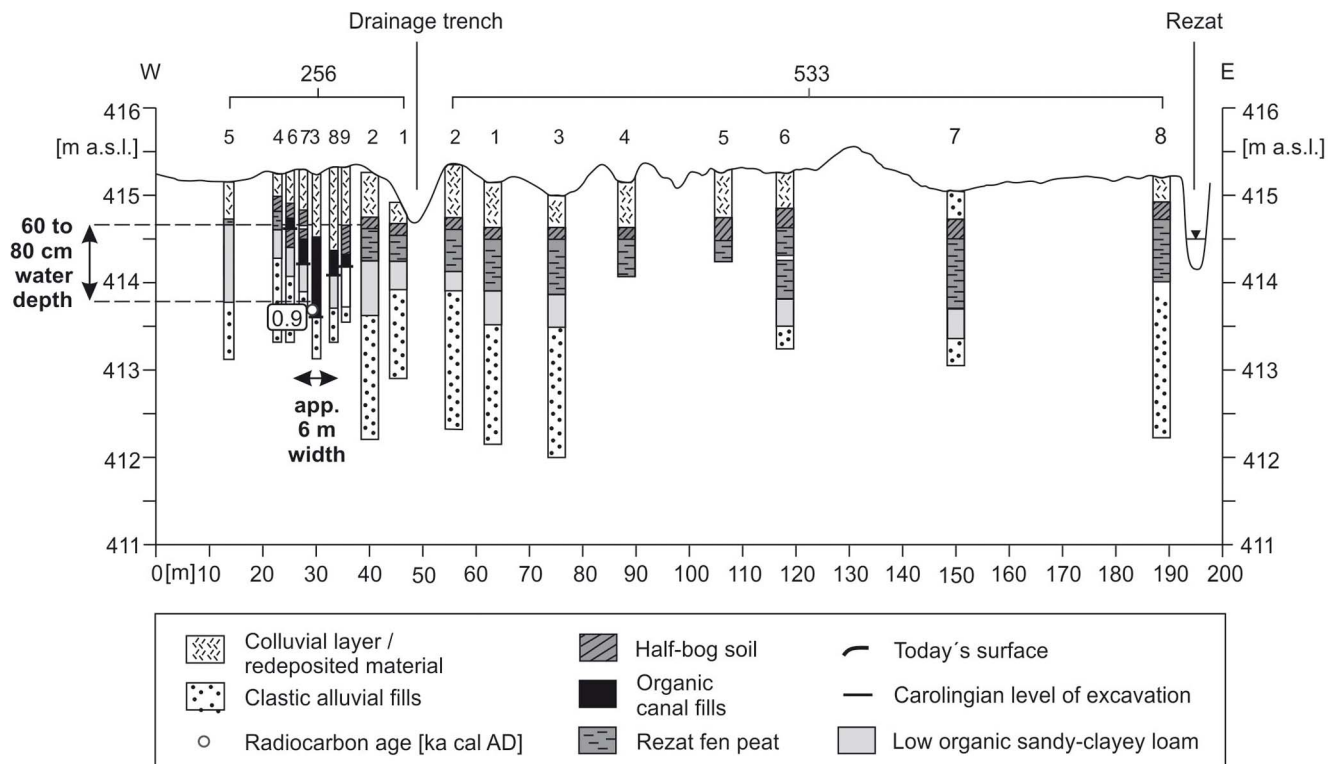 Drainage trench
Rezat
W
256
533
E
416
[m a.s.l.]
415
414
413
412
411
5
4
6
7
3
8
9
2
1
2
1
3
4
5
6
7
8
416
[m a.s.l.]
415
414
413
412
411
60 to
80 cm
water
depth
0.9
app.
6 m
width
0 [m] 10 20 30 40 50 60 70 80 90 100 110 120 130 140 150 160 170 180 190 200
Colluvial layer /
redeposited material
Clastic alluvial fills
Radiocarbon age [ka cal AD]
Half-bog soil
Organic
canal fills
Rezat fen peat
Today´s surface
Carolingian level of excavation
Low organic sandy-clayey loam